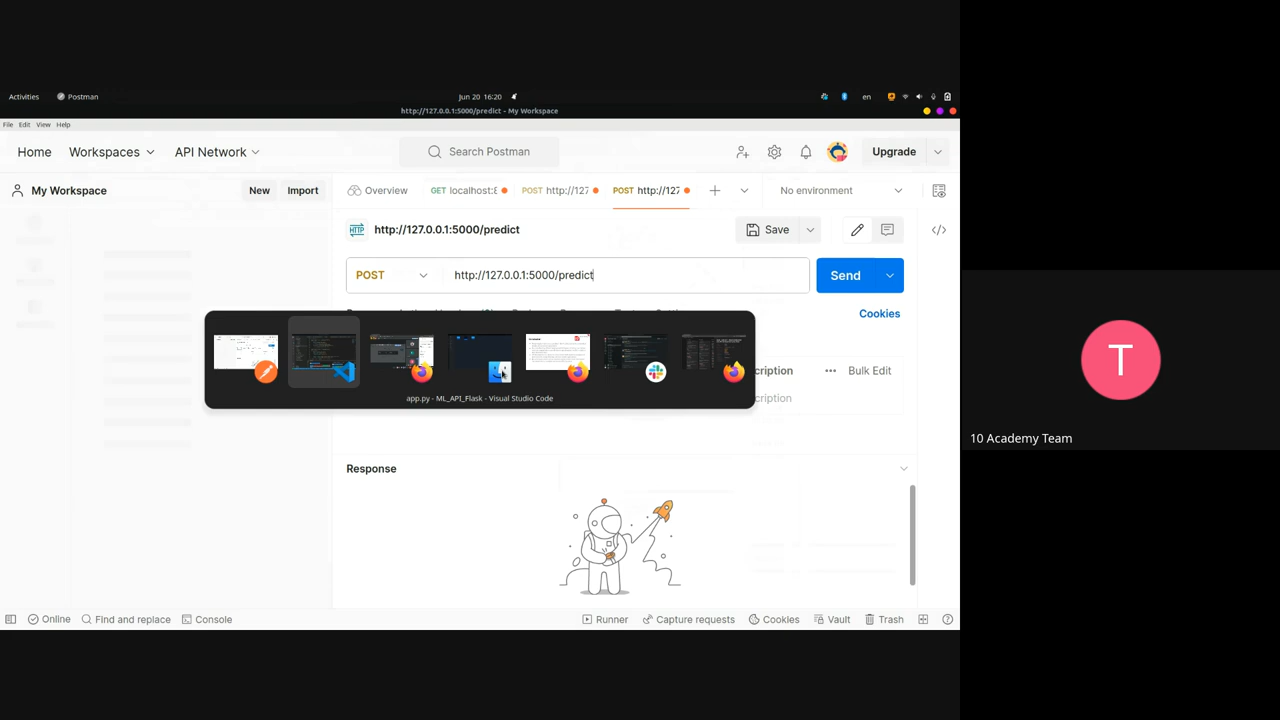 Activities Postman Jun 20 16:20 en
http://127.0.0.1:5000/predict - My Workspace
File Edit View Help
Home Workspaces API Network Search Postman Upgrade
My Workspace New Import Overview GET localhost:8 POST http://127 POST http://127 No environment
HTTP http://127.0.0.1:5000/predict Save
POST http://127.0.0.1:5000/predict Send
Cookies
cription Bulk Edit
app.py - ML_API_Flask - Visual Studio Code
cription
T
10 Academy Team
Response
Online Find and replace Console Runner Capture requests Cookies Vault Trash